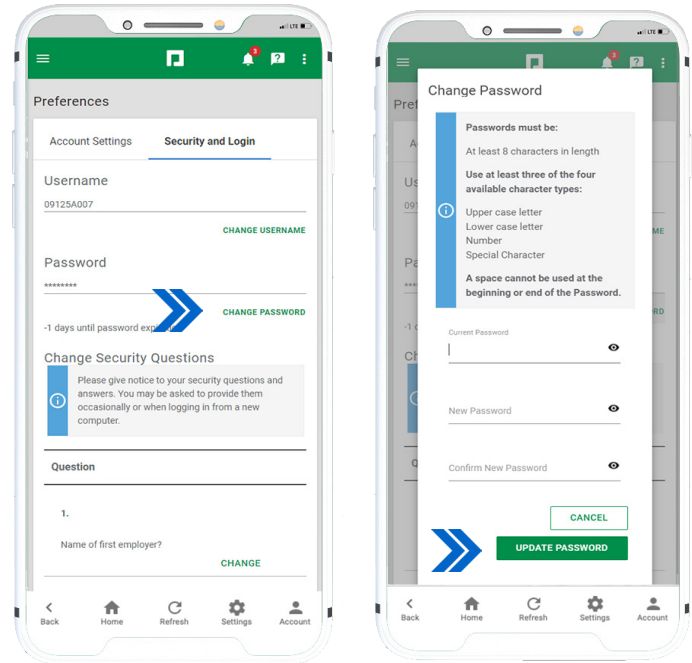 LTE
3
?
Preferences
Account Settings
Security and Login
Username
09125A007
CHANGE USERNAME
Password
********
CHANGE PASSWORD
-1 days until password
Change Security Questions
Please give notice to your security questions and
answers. You may be asked to provide them
occasionally or when logging in from a new
computer.
Question
1.
Name of first employer?
CHANGE
Back
Home
Refresh
Settings
Account
LTE
3
?
Pref
Change Password
Passwords must be:
At least 8 characters in length
Use at least three of the four
available character types:
Upper case letter
Lower case letter
Number
Special Character
A space cannot be used at the
beginning or end of the Password.
Current Password
New Password
Confirm New Password
CANCEL
UPDATE PASSWORD
Back
Home
Refresh
Settings
Account